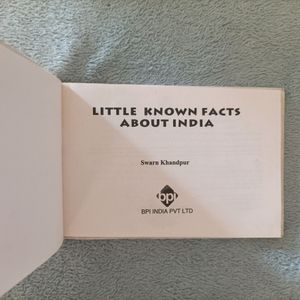 LITTLE KNOWN FACTS
ABOUT INDIA
Swarn Khandpur
bpi
BPI INDIA PVT LTD